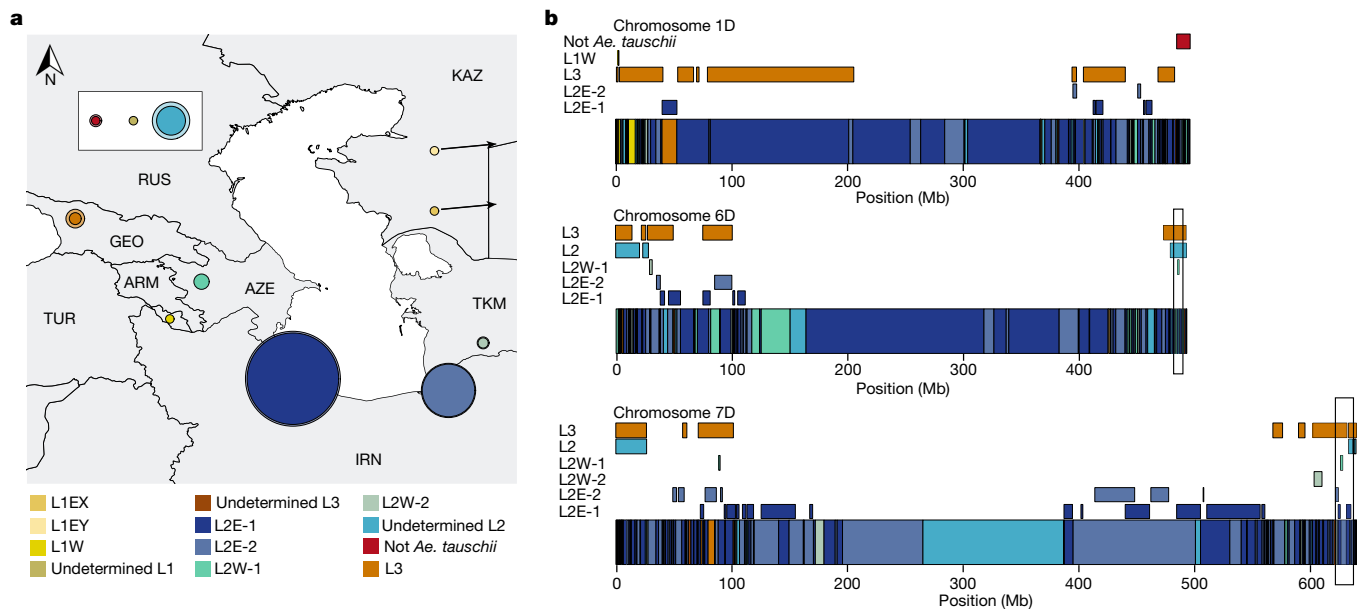 a
N
KAZ
RUS
GEO
ARM
AZE
TUR
TKM
IRN
L1EX
L1EY
L1W
Undetermined L1
Undetermined L3
L2E-1
L2E-2
L2W-1
L2W-2
Undetermined L2
Not Ae. tauschii
L3
b
Chromosome 1D
Not Ae. tauschii
L1W
L3
L2E-2
L2E-1
0 100 200 300 400
Position (Mb)
Chromosome 6D
L3
L2
L2W-1
L2E-2
L2E-1
0 100 200 300 400
Position (Mb)
Chromosome 7D
L3
L2
L2W-1
L2W-2
L2E-2
L2E-1
0 100 200 300 400 500 600
Position (Mb)